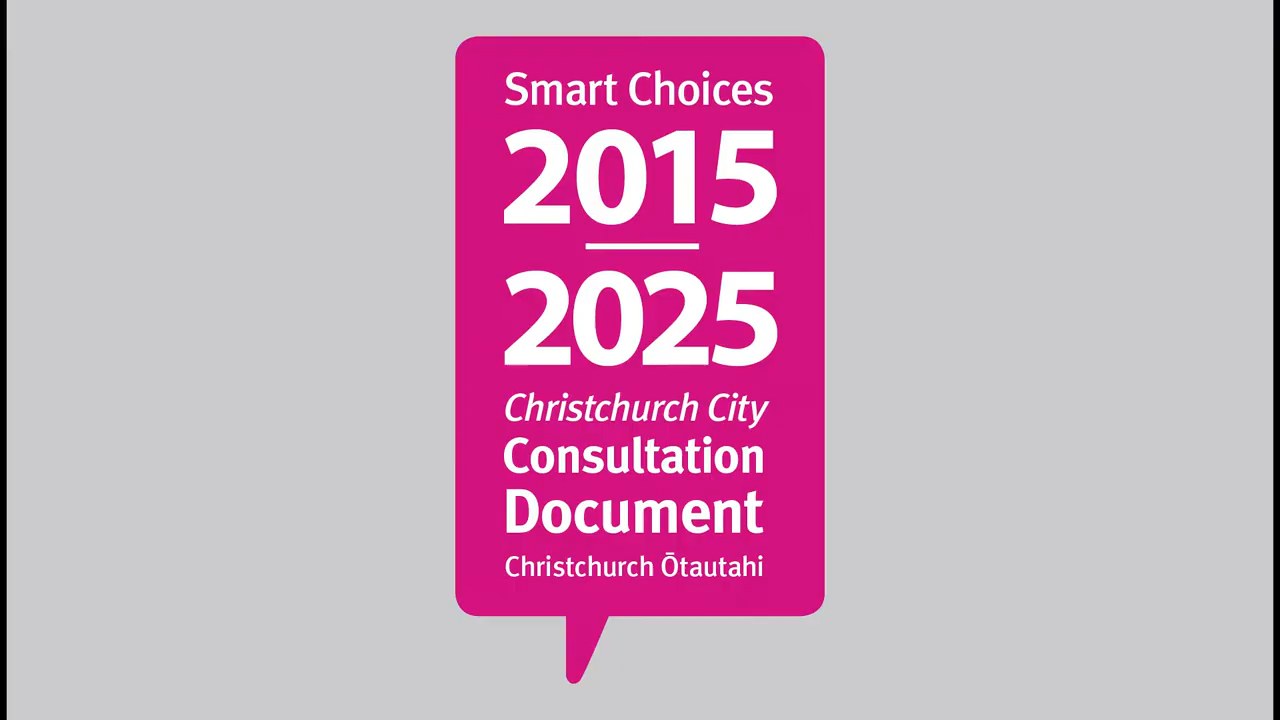 Smart Choices
2015
2025
Christchurch City
Consultation
Document
Christchurch Ōtautahi